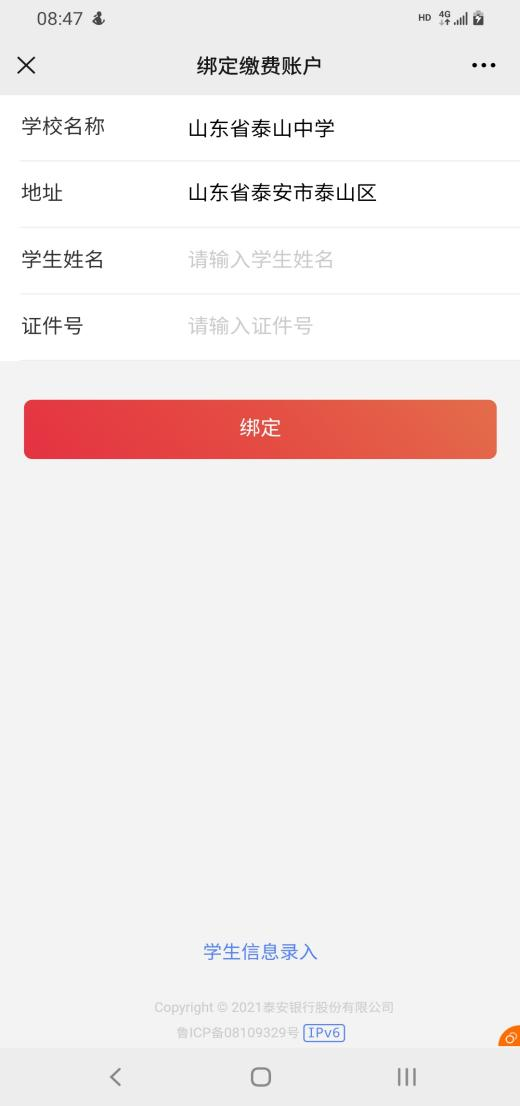 08:47
HD 4G
绑定缴费账户
学校名称 山东省泰山中学
地址 山东省泰安市泰山区
学生姓名 请输入学生姓名
证件号 请输入证件号
绑定
学生信息录入
Copyright © 2021泰安银行股份有限公司
鲁ICP备08109329号 IPv6